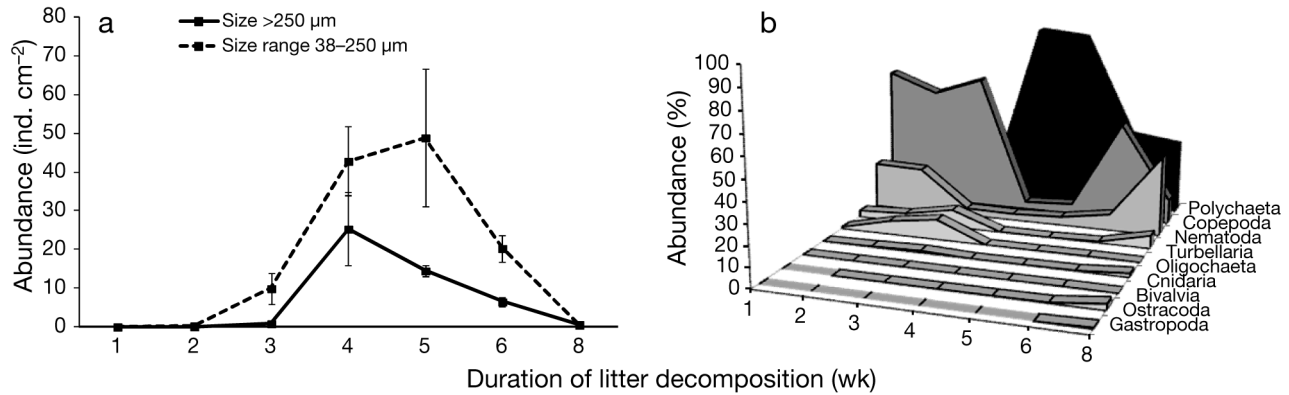 a
Size >250 µm
Size range 38–250 µm
Abundance (ind. cm–2)
80
70
60
50
40
30
20
10
0
1 2 3 4 5 6 8
b
Abundance (%)
100
90
80
70
60
50
40
30
20
10
0
1 2 3 4 5 6 8
Polychaeta
Copepoda
Nematoda
Turbellaria
Oligochaeta
Cnidaria
Bivalvia
Ostracoda
Gastropoda
Duration of litter decomposition (wk)